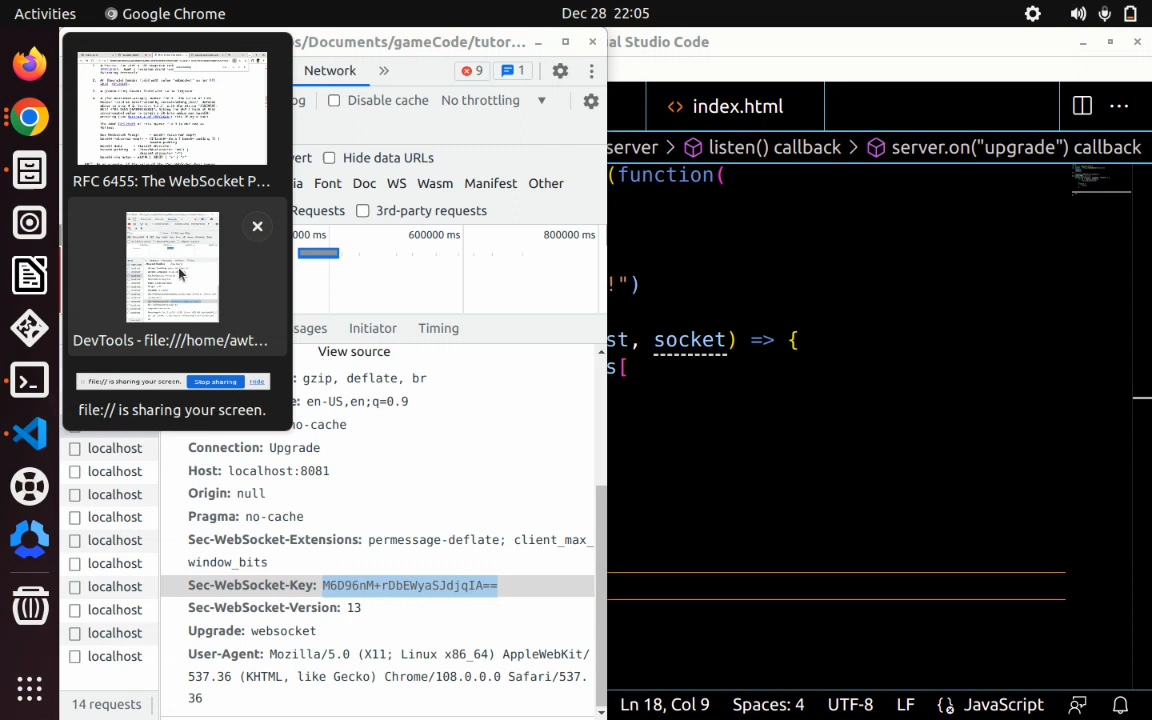 Activities
Google Chrome
Dec 28 22:05
s/Documents/gameCode/tutor...
al Studio Code
Network
9
1
index.html
og
Disable cache
No throttling
server > listen() callback > server.on("upgrade") callback
vert
Hide data URLs
(function(
RFC 6455: The WebSocket P...
ia
Font
Doc
WS
Wasm
Manifest
Other
Requests
3rd-party requests
000 ms
600000 ms
800000 ms
!")
DevTools - file:///home/awt...
ssages
Initiator
Timing
st, socket) => {
View source
s[
file:// is sharing your screen.
Stop sharing
Hide
: gzip, deflate, br
file:// is sharing your screen.
en-US,en;q=0.9
no-cache
localhost
Connection: Upgrade
localhost
Host: localhost:8081
localhost
Origin: null
localhost
Pragma: no-cache
localhost
Sec-WebSocket-Extensions: permessage-deflate; client_max_
localhost
window_bits
localhost
Sec-WebSocket-Key: M6D96nM+rDbEWyaSJdjqIA==
localhost
Sec-WebSocket-Version: 13
localhost
Upgrade: websocket
localhost
User-Agent: Mozilla/5.0 (X11; Linux x86_64) AppleWebKit/
537.36 (KHTML, like Gecko) Chrome/108.0.0.0 Safari/537.
36
14 requests
Ln 18, Col 9
Spaces: 4
UTF-8
LF
{} JavaScript